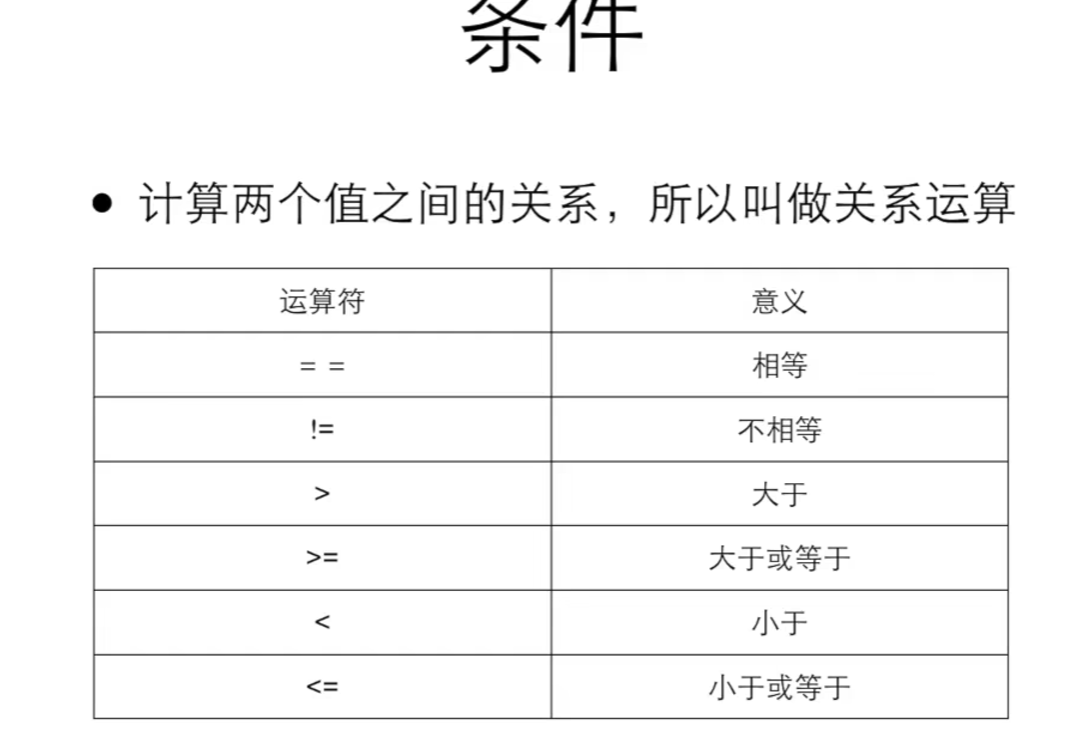 条件
• 计算两个值之间的关系，所以叫做关系运算
运算符 意义
= = 相等
!= 不相等
> 大于
>= 大于或等于
< 小于
<= 小于或等于